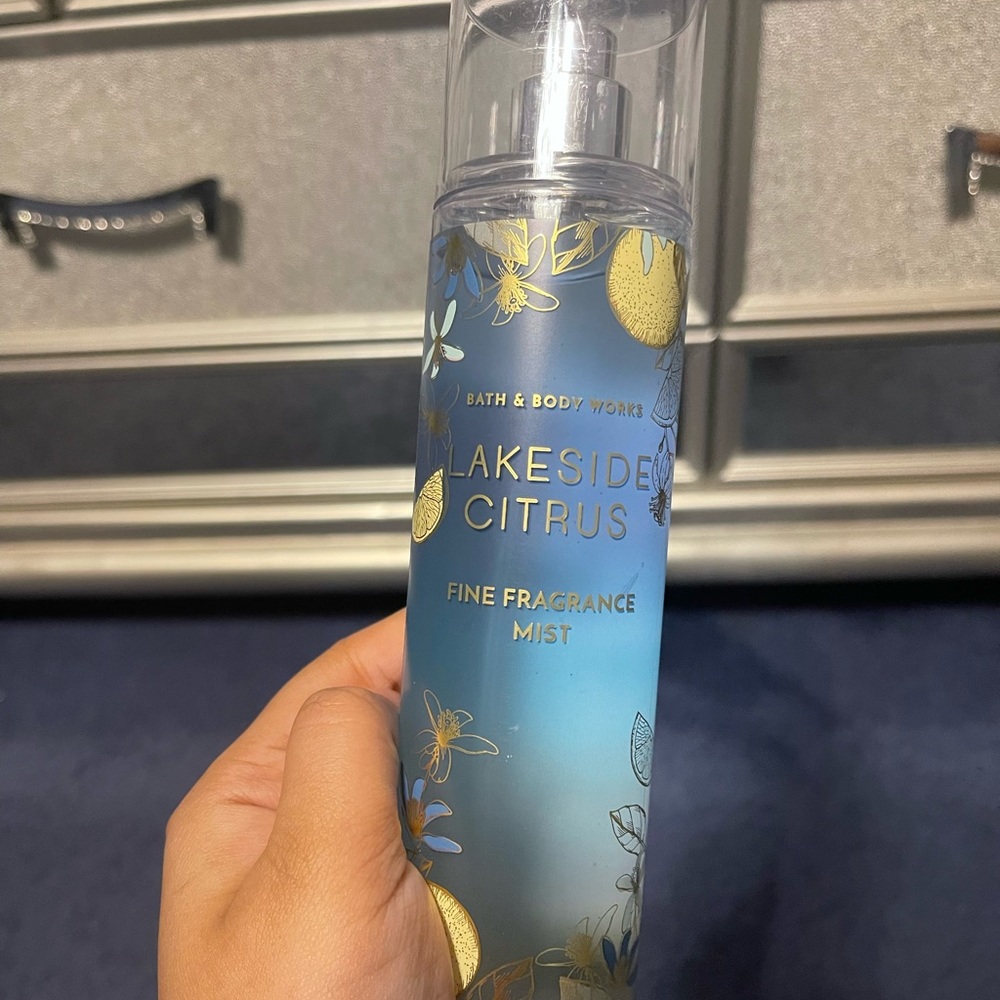 BATH & BODY WORKS
LAKESIDE
CITRUS
FINE FRAGRANCE
MIST